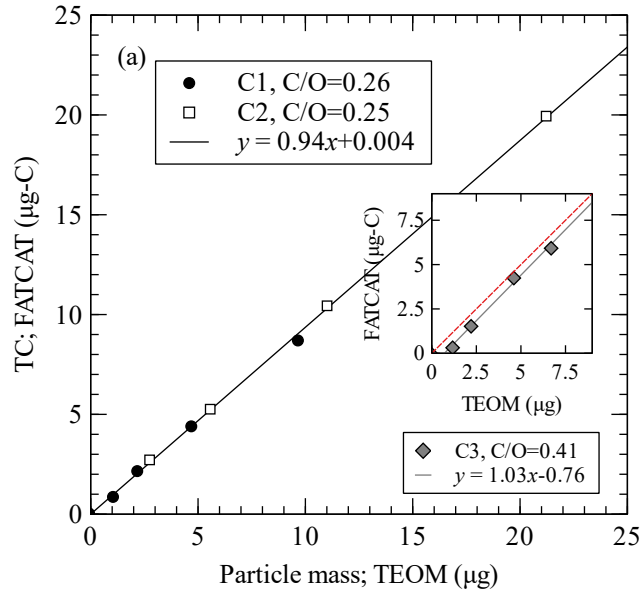 25
20
15
10
5
0
TC; FATCAT (µg-C)
(a)
C1, C/O=0.26
C2, C/O=0.25
y = 0.94x+0.004
7.5
5
2.5
0
FATCAT (µg-C)
0 2.5 5 7.5
TEOM (µg)
C3, C/O=0.41
y = 1.03x-0.76
0 5 10 15 20 25
Particle mass; TEOM (µg)